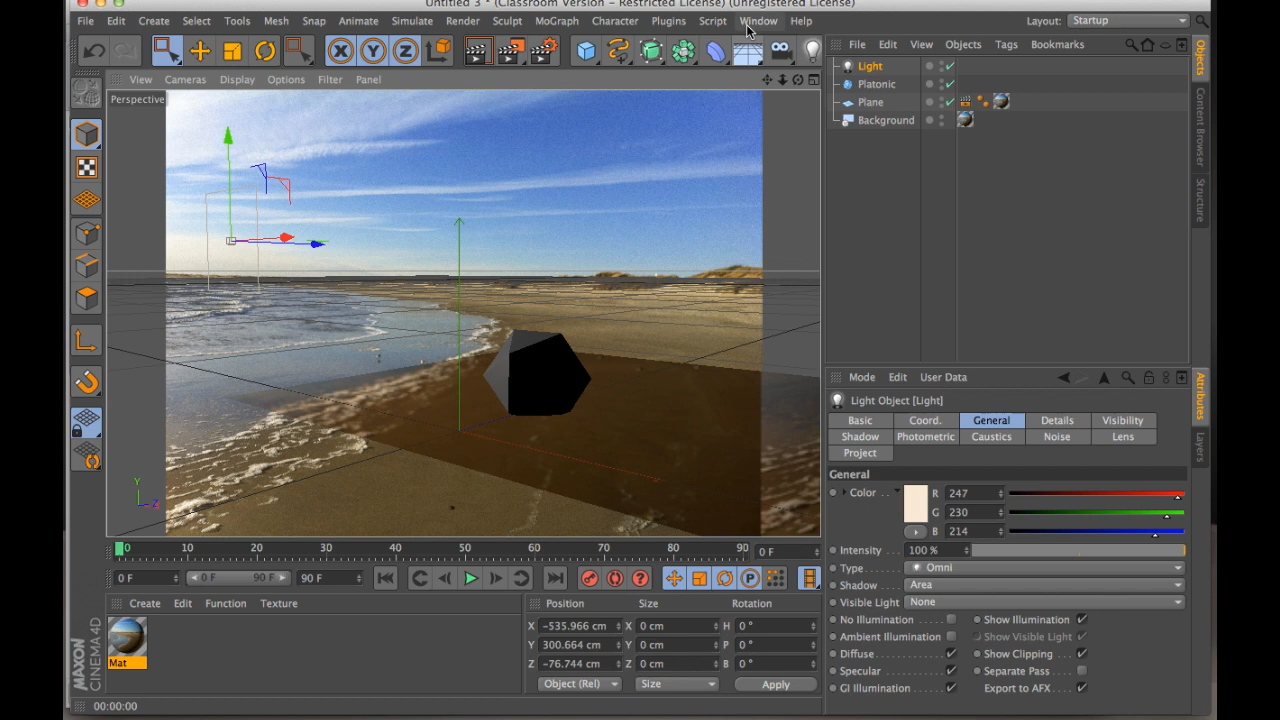 Untitled 3 * (Classroom Version - Restricted License) (Unregistered License)
File Edit Create Select Tools Mesh Snap Animate Simulate Render Sculpt MoGraph Character Plugins Script Window Help Layout: Startup
File Edit View Objects Tags Bookmarks
View Cameras Display Options Filter Panel
Perspective
Light
Platonic
Plane
Background
Objects
Content Browser
Structure
Mode Edit User Data
Light Object [Light]
Basic Coord. General Details Visibility
Shadow Photometric Caustics Noise Lens
Project
General
Color R 247
G 230
B 214
Intensity 100 %
Type Omni
Shadow Area
Visible Light None
No Illumination Show Illumination
Ambient Illumination Show Visible Light
Diffuse Show Clipping
Specular Separate Pass
GI Illumination Export to AFX
Attributes
Layers
Y
Z
0 10 20 30 40 50 60 70 80 90 0 F
0 F 0 F 90 F 90 F
P
Create Edit Function Texture
Mat
MAXON
CINEMA 4D
Position Size Rotation
X -535.966 cm X 0 cm H 0 °
Y 300.664 cm Y 0 cm P 0 °
Z -76.744 cm Z 0 cm B 0 °
Object (Rel) Size Apply
00:00:00
X Y Z